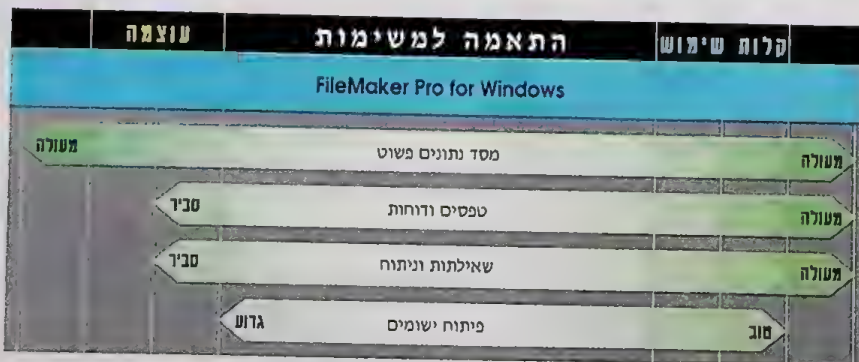 קלות שימוש התאמה למשימות עוצמה
FileMaker Pro for Windows
מעולה מסד נתונים פשוט מעולה
מעולה טפסים ודוחות סביר
מעולה שאילתות וניתוח סביר
טוב פיתוח ישומים גרוע